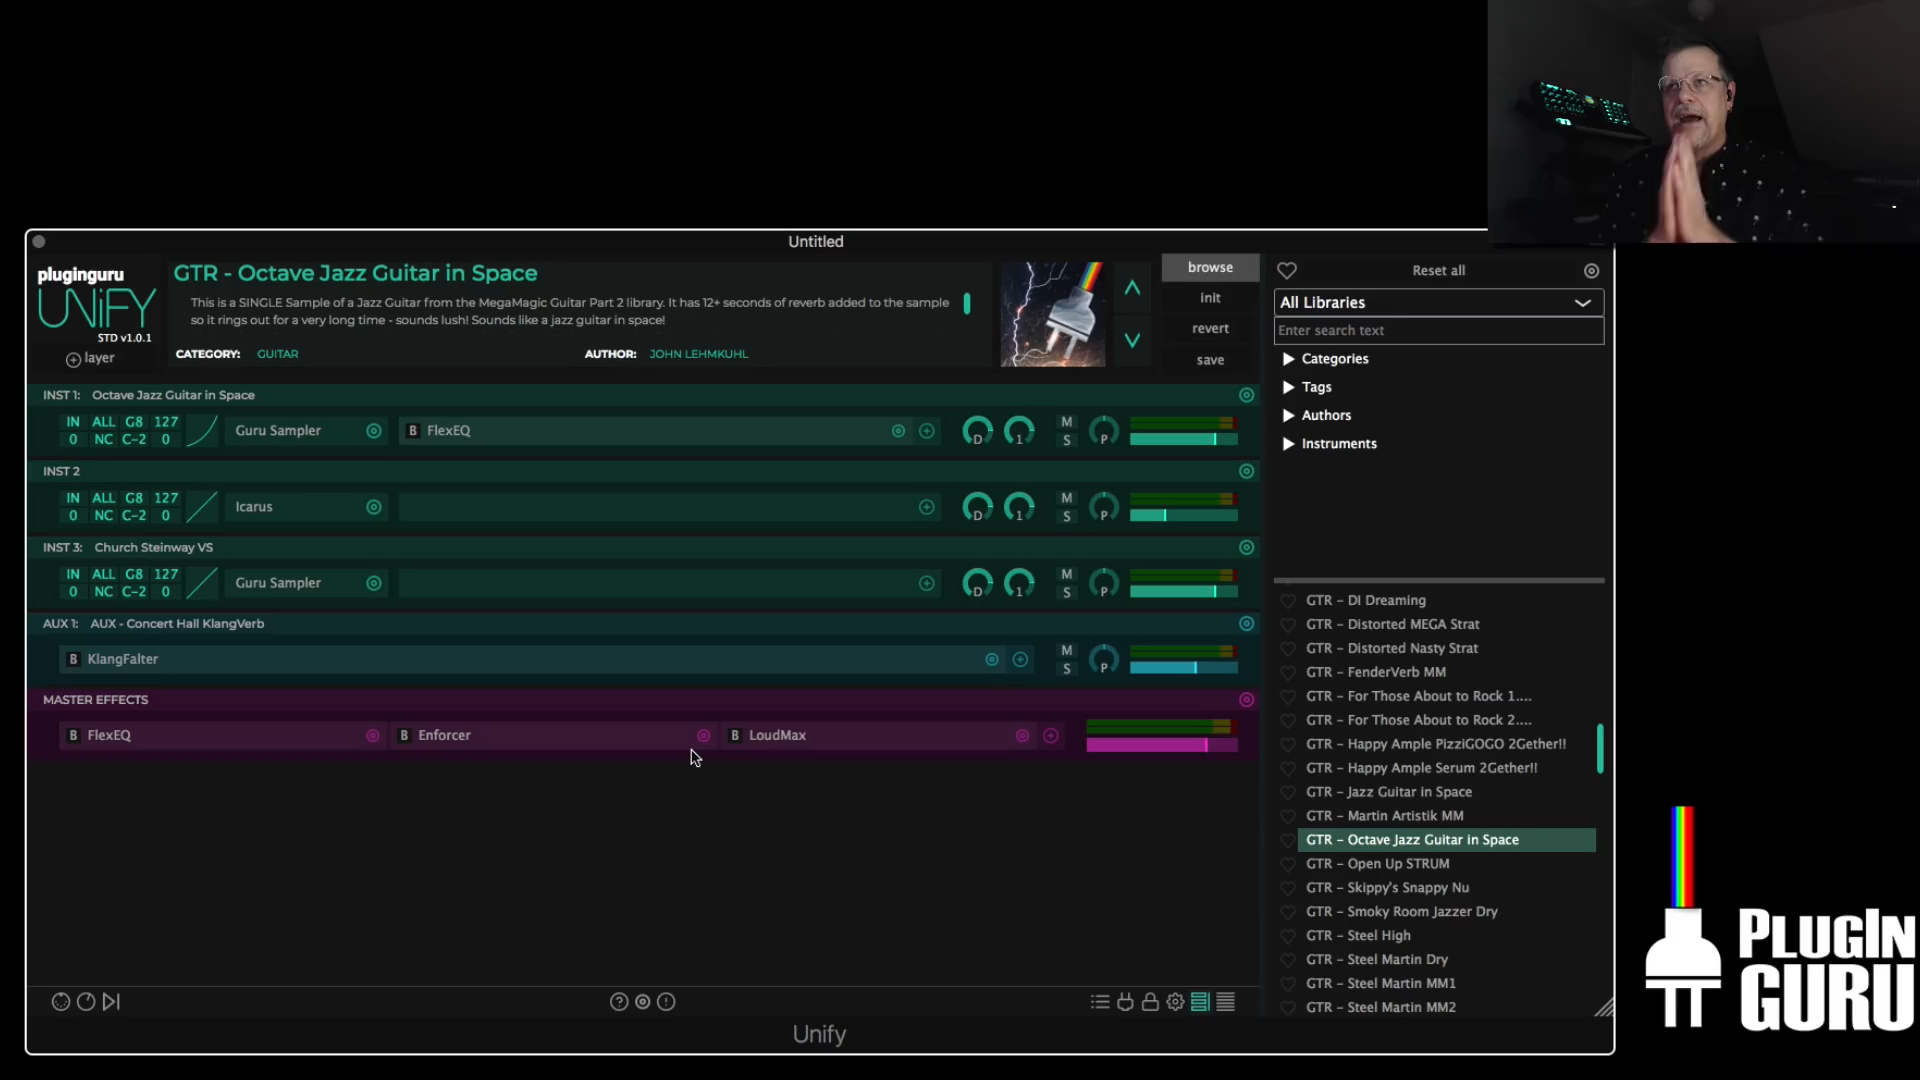 Untitled
pluginguru
UNIFY
STD v1.0.1
layer
GTR - Octave Jazz Guitar in Space
This is a SINGLE Sample of a Jazz Guitar from the MegaMagic Guitar Part 2 library. It has 12+ seconds of reverb added to the sample
so it rings out for a very long time - sounds lush! Sounds like a jazz guitar in space!
CATEGORY: GUITAR AUTHOR: JOHN LEHMKUHL
browse
init
revert
save
Reset all
All Libraries
Enter search text
Categories
Tags
Authors
Instruments
INST 1: Octave Jazz Guitar in Space
IN ALL G8 127
0 NC C-2 0
Guru Sampler
B FlexEQ
D 1 M S P
INST 2
IN ALL G8 127
0 NC C-2 0
Icarus
D 1 M S P
INST 3: Church Steinway VS
IN ALL G8 127
0 NC C-2 0
Guru Sampler
D 1 M S P
AUX 1: AUX - Concert Hall KlangVerb
B KlangFalter
M S P
MASTER EFFECTS
B FlexEQ B Enforcer B LoudMax
GTR - DI Dreaming
GTR - Distorted MEGA Strat
GTR - Distorted Nasty Strat
GTR - FenderVerb MM
GTR - For Those About to Rock 1....
GTR - For Those About to Rock 2....
GTR - Happy Ample PizziGOGO 2Gether!!
GTR - Happy Ample Serum 2Gether!!
GTR - Jazz Guitar in Space
GTR - Martin Artistik MM
GTR - Octave Jazz Guitar in Space
GTR - Open Up STRUM
GTR - Skippy's Snappy Nu
GTR - Smoky Room Jazzer Dry
GTR - Steel High
GTR - Steel Martin Dry
GTR - Steel Martin MM1
GTR - Steel Martin MM2
Unify
PLUGIN
GURU